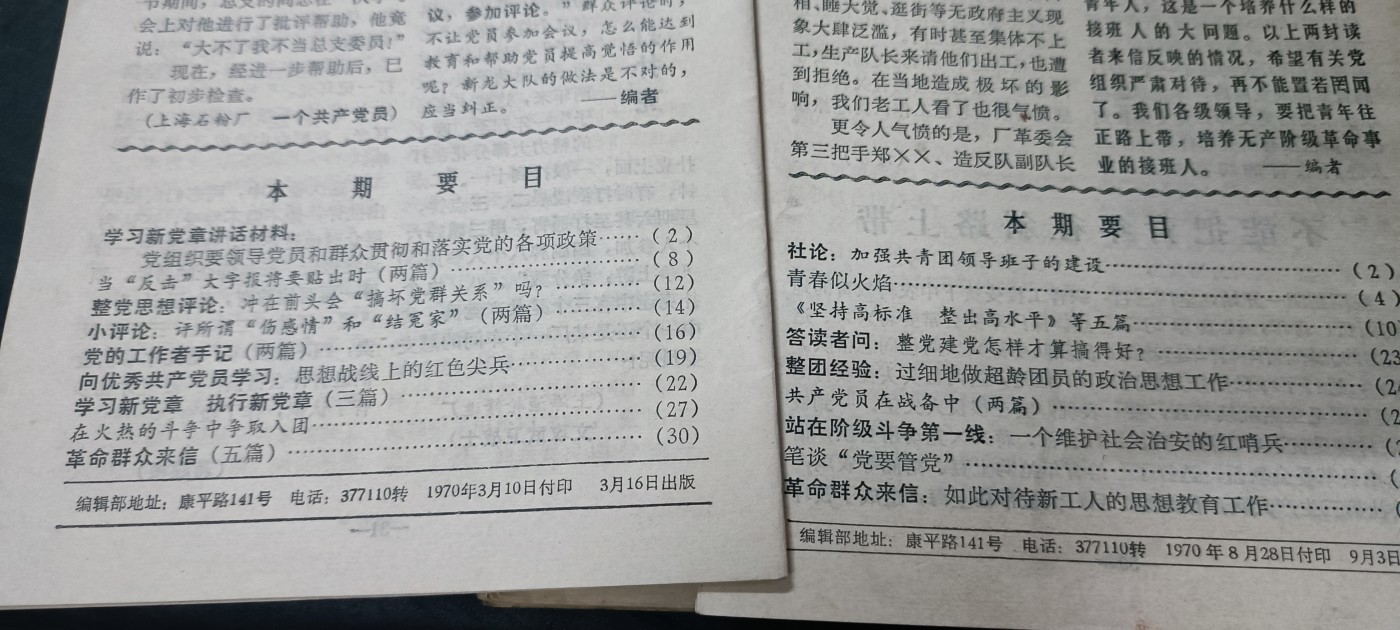 会上对他进行了批评帮助，他竟
说：“大不了我不当总支委员！”
现在，经进一步帮助后，已
作了初步检查。
（上海石粉厂　一个共产党员）
议，参加评论。”群众评论时，
不让党员参加会议，怎么能达到
教育和帮助党员提高觉悟的作用
呢？新龙大队的做法是不对的，
应当纠正。
——编者
本期要目
学习新党章讲话材料：
党组织要领导党员和群众贯彻和落实党的各项政策……（2）
当“反击”大字报将要贴出时（两篇）……（8）
整党思想评论：冲在前头会“搞坏党群关系”吗？……（12）
小评论：评所谓“伤感情”和“结冤家”（两篇）……（14）
党的工作者手记（两篇）……（16）
向优秀共产党员学习：思想战线上的红色尖兵……（19）
学习新党章　执行新党章（三篇）……（22）
在火热的斗争中争取入团……（27）
革命群众来信（五篇）……（30）
编辑部地址：康平路141号　电话：377110转　1970年3月10日付印　3月16日出版
相、睡大觉、逛街等无政府主义现
象大肆泛滥，有时甚至集体不上
工，生产队长来请他们出工，也遭
到拒绝。在当地造成极坏的影
响，我们老工人看了也很气愤。
更令人气愤的是，厂革委会
第三把手郑××、造反队副队长
青年人，这是一个培养什么样的
接班人的大问题。以上两封读
者来信反映的情况，希望有关党
组织严肃对待，再不能置若罔闻
了。我们各级领导，要把青年往
正路上带，培养无产阶级革命事
业的接班人。
——编者
本期要目
社论：加强共青团领导班子的建设……（2）
青春似火焰……（4
《坚持高标准　整出高水平》等五篇……（10
答读者问：整党建党怎样才算搞得好？……（23
整团经验：过细地做超龄团员的政治思想工作……（2
共产党员在战备中（两篇）……（2
站在阶级斗争第一线：一个维护社会治安的红哨兵……（
笔谈“党要管党”……（
革命群众来信：如此对待新工人的思想教育工作……（
编辑部地址：康平路141号　电话：377110转　1970年8月28日付印　9月3日